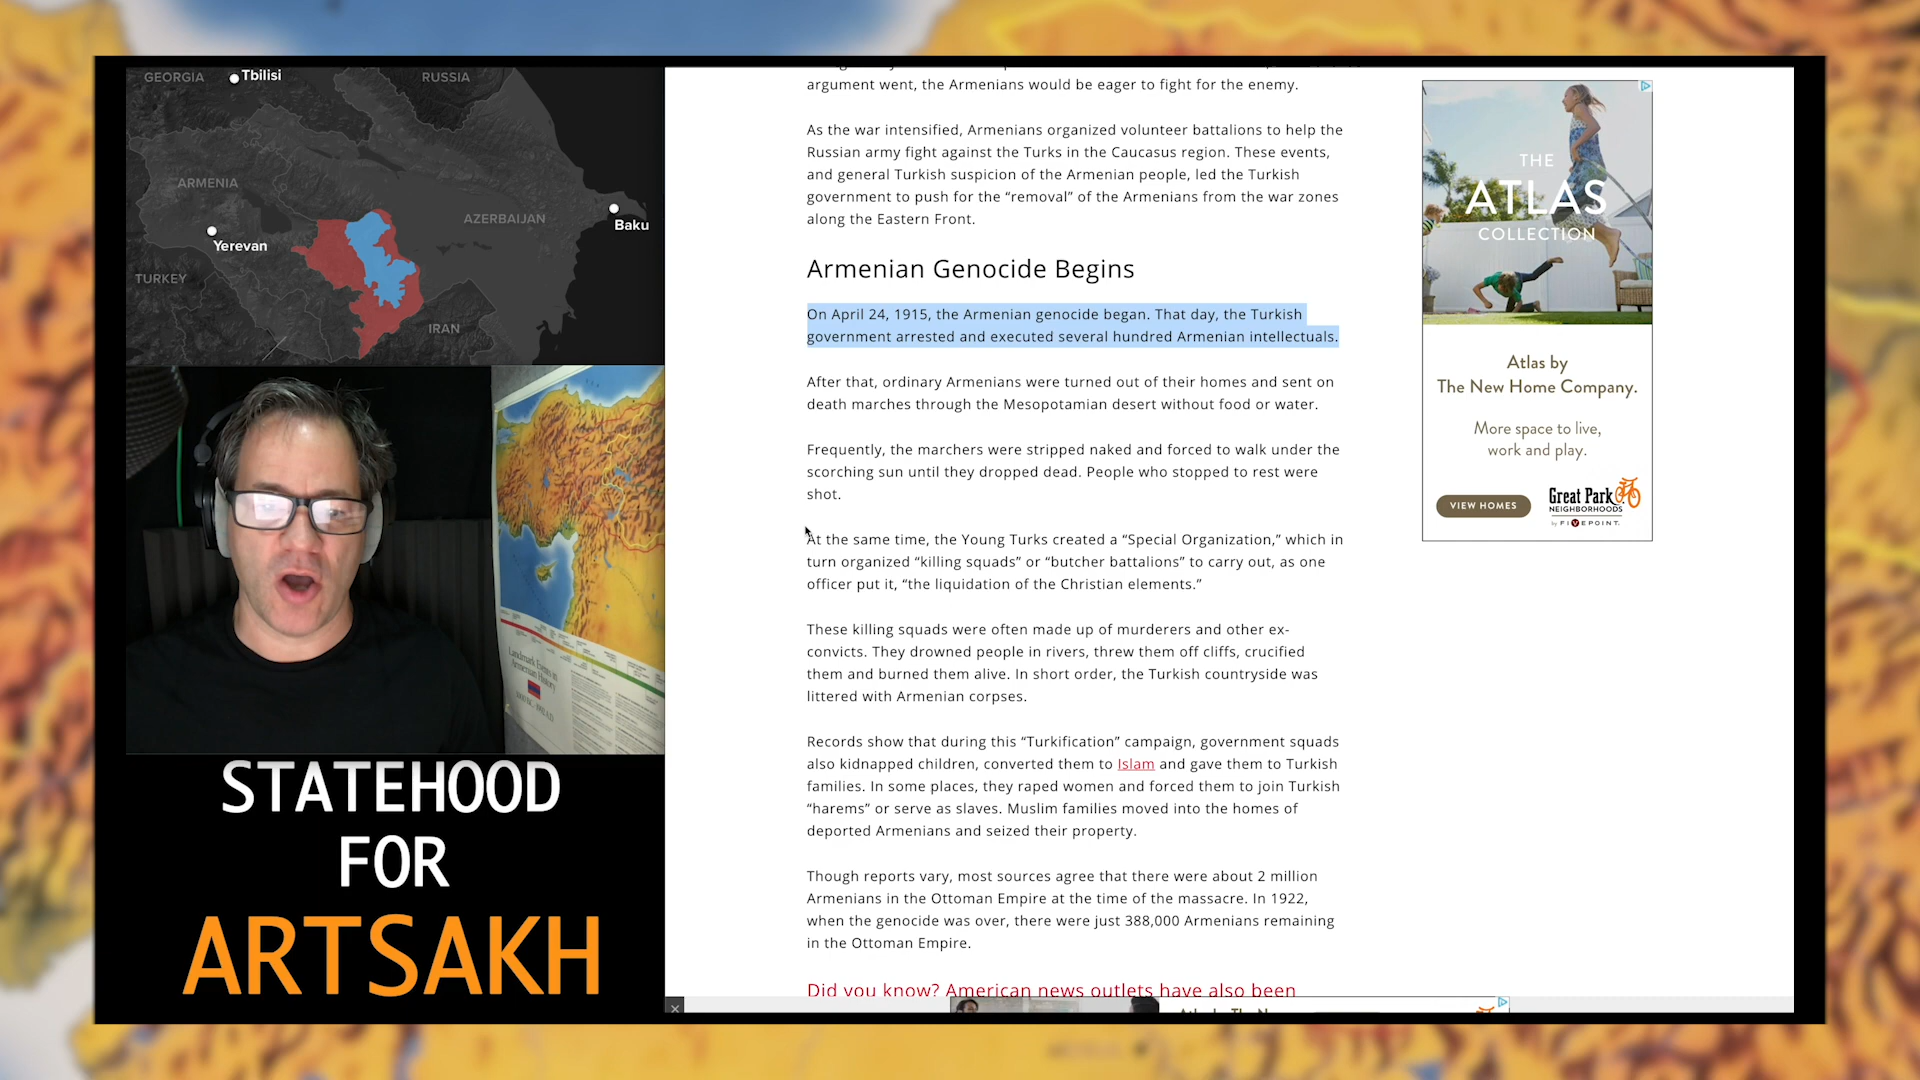 GEORGIA
Tbilisi
RUSSIA
ARMENIA
AZERBAIJAN
Baku
Yerevan
TURKEY
IRAN
Landmark Events in
Armenian History
STATEHOOD
FOR
ARTSAKH
argument went, the Armenians would be eager to fight for the enemy.
As the war intensified, Armenians organized volunteer battalions to help the
Russian army fight against the Turks in the Caucasus region. These events,
and general Turkish suspicion of the Armenian people, led the Turkish
government to push for the “removal” of the Armenians from the war zones
along the Eastern Front.
Armenian Genocide Begins
On April 24, 1915, the Armenian genocide began. That day, the Turkish
government arrested and executed several hundred Armenian intellectuals.
After that, ordinary Armenians were turned out of their homes and sent on
death marches through the Mesopotamian desert without food or water.
Frequently, the marchers were stripped naked and forced to walk under the
scorching sun until they dropped dead. People who stopped to rest were
shot.
At the same time, the Young Turks created a “Special Organization,” which in
turn organized “killing squads” or “butcher battalions” to carry out, as one
officer put it, “the liquidation of the Christian elements.”
These killing squads were often made up of murderers and other ex-
convicts. They drowned people in rivers, threw them off cliffs, crucified
them and burned them alive. In short order, the Turkish countryside was
littered with Armenian corpses.
Records show that during this “Turkification” campaign, government squads
also kidnapped children, converted them to Islam and gave them to Turkish
families. In some places, they raped women and forced them to join Turkish
“harems” or serve as slaves. Muslim families moved into the homes of
deported Armenians and seized their property.
Though reports vary, most sources agree that there were about 2 million
Armenians in the Ottoman Empire at the time of the massacre. In 1922,
when the genocide was over, there were just 388,000 Armenians remaining
in the Ottoman Empire.
Did you know? American news outlets have also been
THE
ATLAS
COLLECTION
Atlas by
The New Home Company.
More space to live,
work and play.
VIEW HOMES
Great Park
NEIGHBORHOODS
by FIVEPOINT.